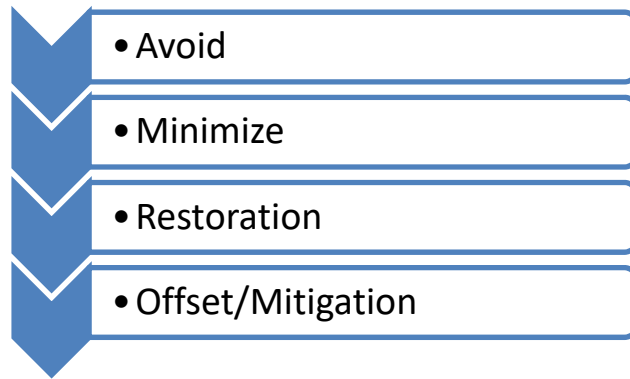 • Avoid
• Minimize
• Restoration
• Offset/Mitigation